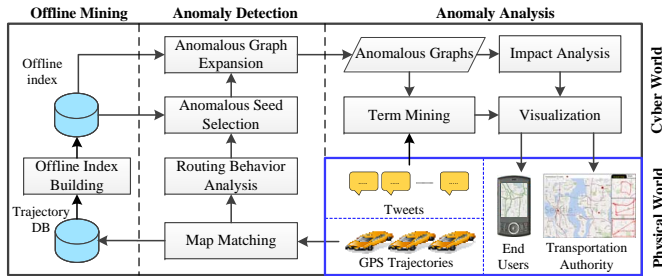 Offline Mining
Anomaly Detection
Anomaly Analysis
Offline
index
Anomalous Graph
Expansion
Anomalous Graphs
Impact Analysis
Anomalous Seed
Selection
Term Mining
Visualization
Cyber World
Offline Index
Building
Routing Behavior
Analysis
.....
.....
.....
Tweets
Trajectory
DB
Map Matching
GPS Trajectories
End
Users
Transportation
Authority
Physical World